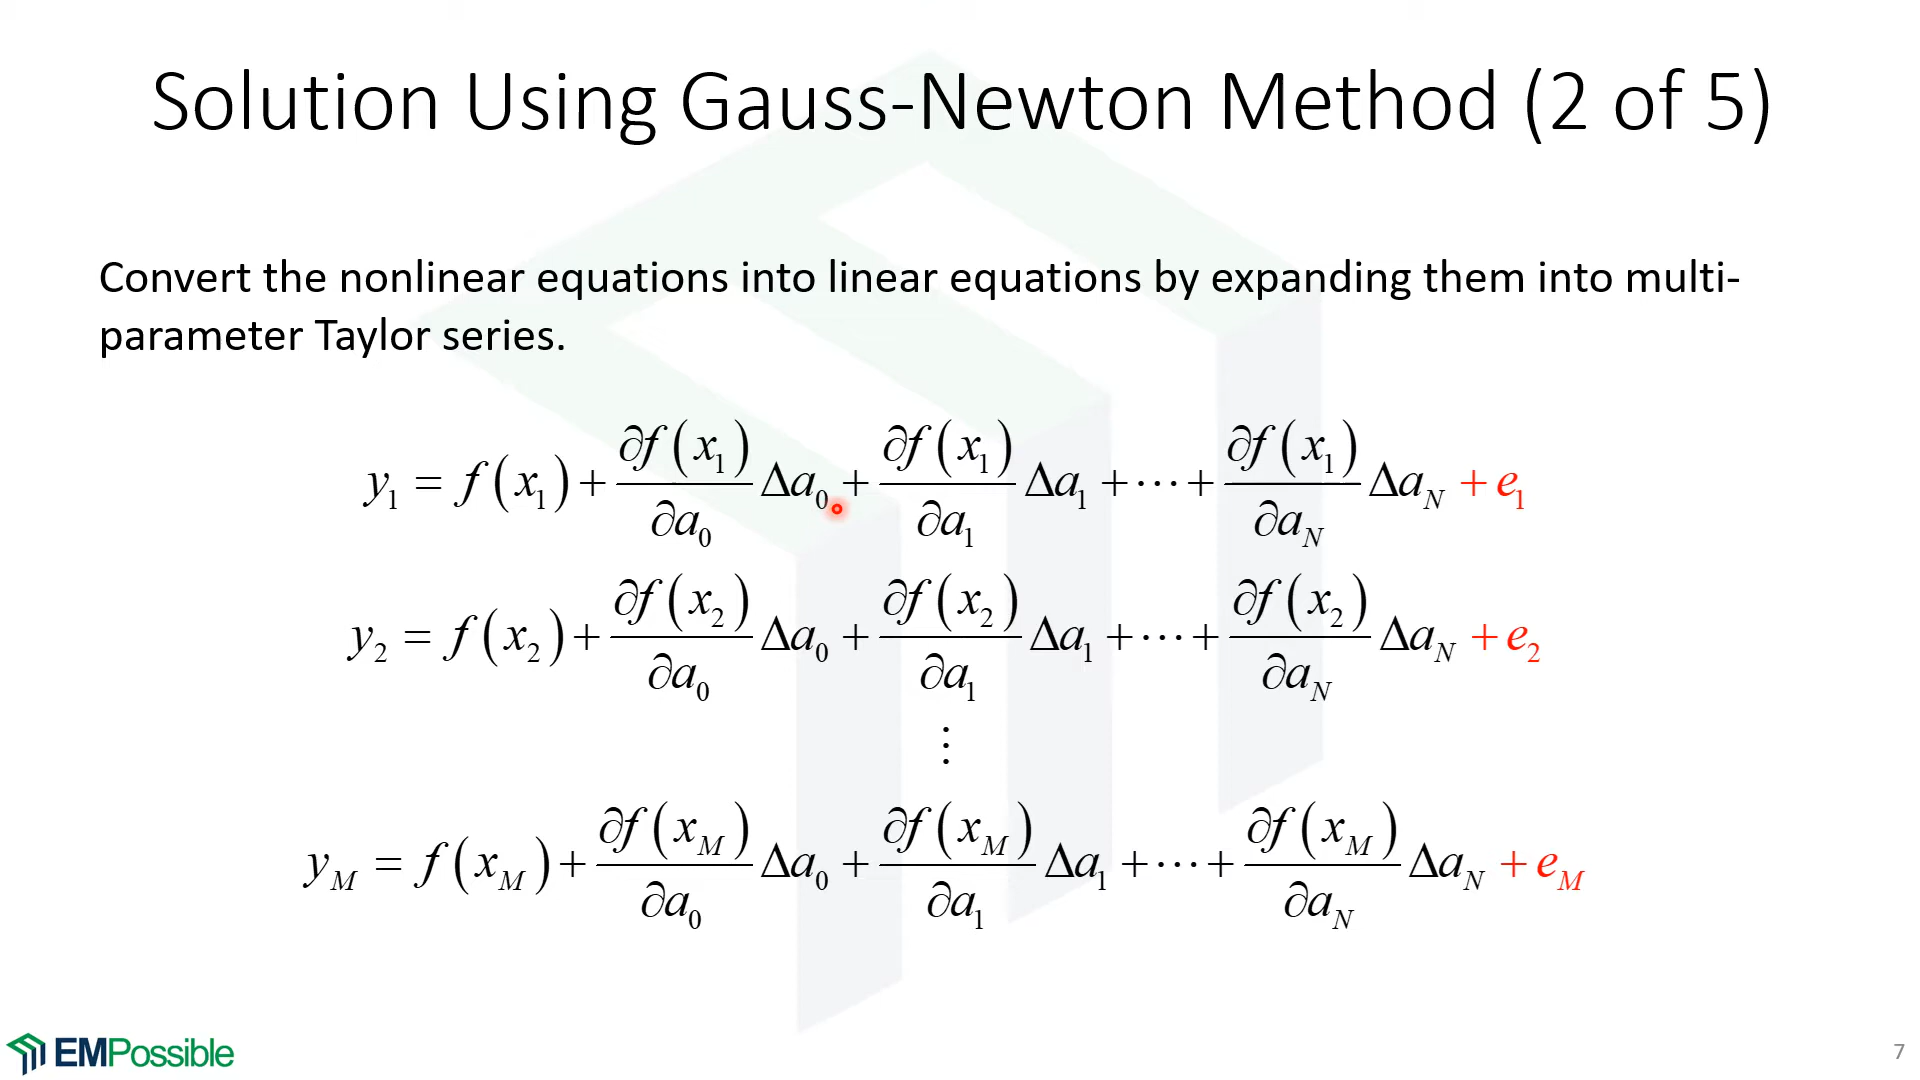 Solution Using Gauss-Newton Method (2 of 5)
Convert the nonlinear equations into linear equations by expanding them into multi-
parameter Taylor series.
y₁ = f(x₁) + ∂f(x₁)/∂a₀ Δa₀ + ∂f(x₁)/∂a₁ Δa₁ + ⋯ + ∂f(x₁)/∂a_N Δa_N + e₁
y₂ = f(x₂) + ∂f(x₂)/∂a₀ Δa₀ + ∂f(x₂)/∂a₁ Δa₁ + ⋯ + ∂f(x₂)/∂a_N Δa_N + e₂
⋮
y_M = f(x_M) + ∂f(x_M)/∂a₀ Δa₀ + ∂f(x_M)/∂a₁ Δa₁ + ⋯ + ∂f(x_M)/∂a_N Δa_N + e_M
EMPossible
7